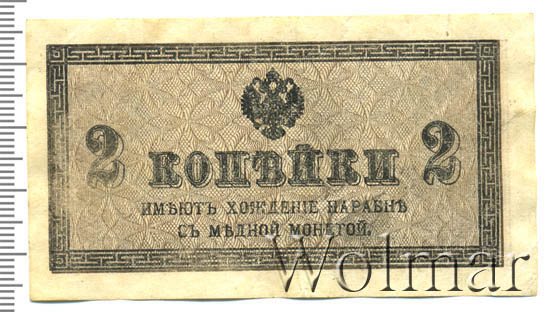 2 КОПѢЙКИ 2
ИМѢЮТЪ ХОЖДЕНІЕ НАРАВНѢ
СЪ МѢДНОЙ МОНЕТОЙ.
Wolmar